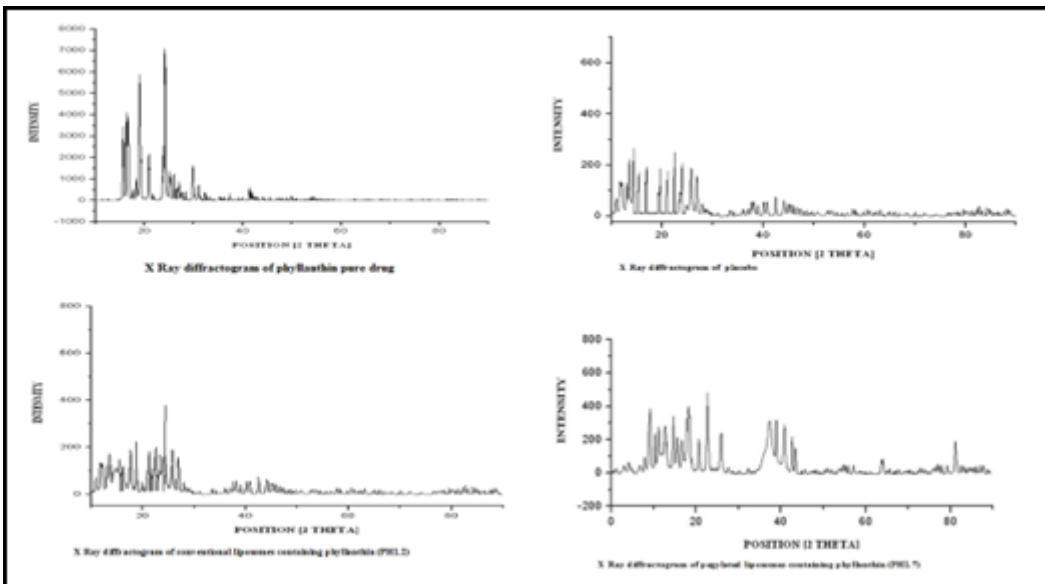 8000
7000
6000
5000
4000
3000
2000
1000
0
-1000
INTENSITY
20 40 60 80
POSITION [2 THETA]
X Ray diffractogram of phyllanthin pure drug
600
400
200
0
INTENSITY
20 40 60 80
POSITION [2 THETA]
X Ray diffractogram of placebo
800
600
400
200
0
INTENSITY
20 40 60 80
POSITION [2 THETA]
X Ray diffractogram of conventional liposomes containing phyllanthin (PHL2)
800
600
400
200
0
-200
INTENSITY
0 20 40 60 80
POSITION [2 THETA]
X Ray diffractogram of pegylated liposomes containing phyllanthin (PHL7)